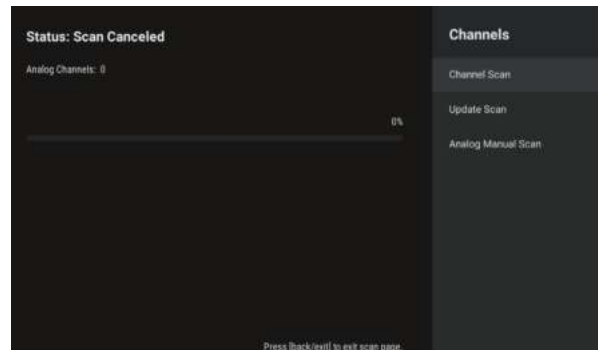 Status: Scan Canceled
Analog Channels: 0
0%
Press [back/exit] to exit scan page.
Channels
Channel Scan
Update Scan
Analog Manual Scan